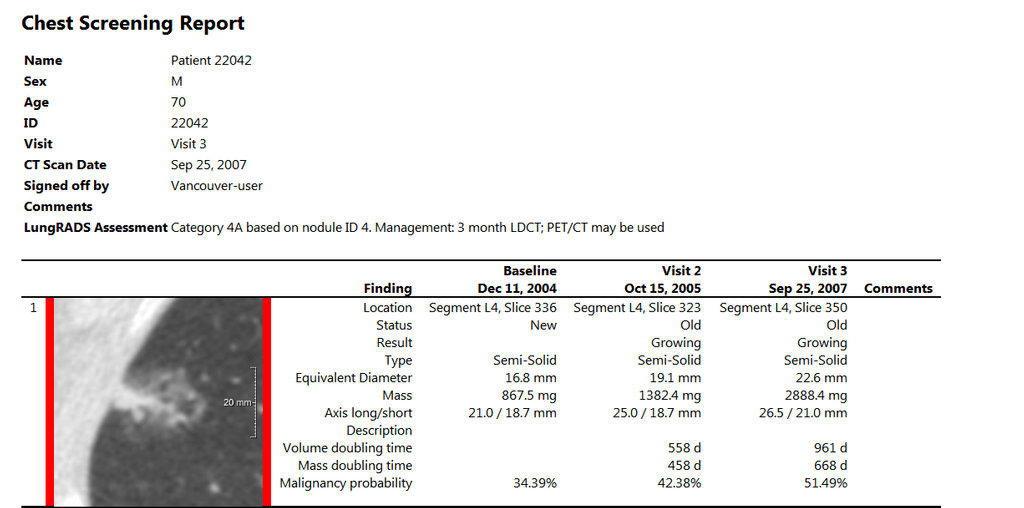 Chest Screening Report
Name Patient 22042
Sex M
Age 70
ID 22042
Visit Visit 3
CT Scan Date Sep 25, 2007
Signed off by Vancouver-user
Comments
LungRADS Assessment Category 4A based on nodule ID 4. Management: 3 month LDCT; PET/CT may be used
Baseline Visit 2 Visit 3
Finding Dec 11, 2004 Oct 15, 2005 Sep 25, 2007 Comments
1 Location Segment L4, Slice 336 Segment L4, Slice 323 Segment L4, Slice 350
Status New Old Old
Result Growing Growing
Type Semi-Solid Semi-Solid Semi-Solid
Equivalent Diameter 16.8 mm 19.1 mm 22.6 mm
Mass 867.5 mg 1382.4 mg 2888.4 mg
20 mm
Axis long/short 21.0 / 18.7 mm 25.0 / 18.7 mm 26.5 / 21.0 mm
Description
Volume doubling time 558 d 961 d
Mass doubling time 458 d 668 d
Malignancy probability 34.39% 42.38% 51.49%